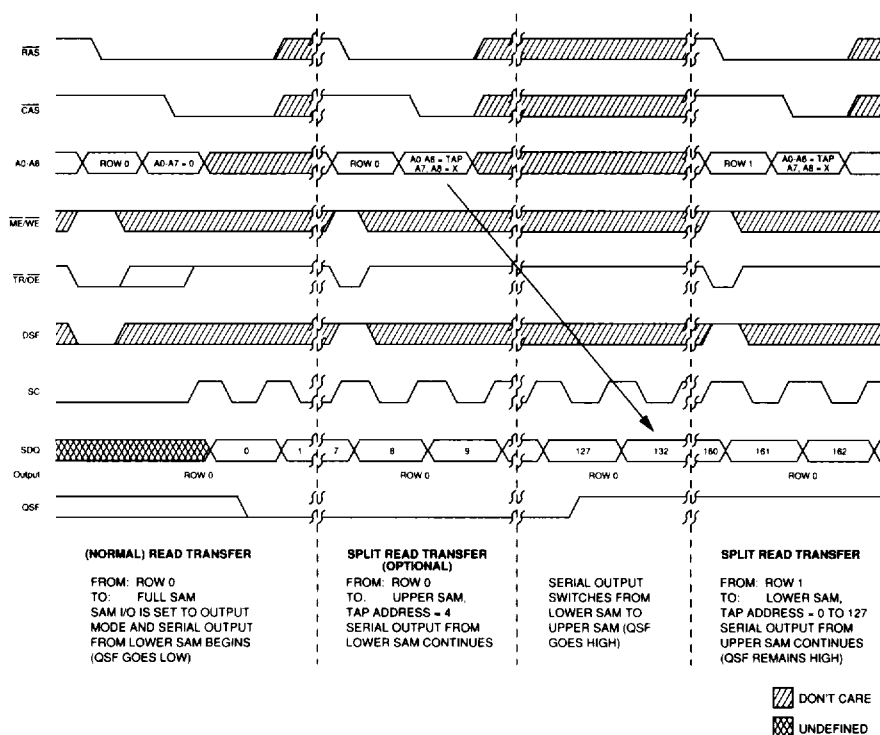 RAS
CAS
A0-A8 ROW 0 A0-A7 = 0 ROW 0 A0-A6 = TAP ROW 1 A0-A6 = TAP
A7, A8 = X A7, A8 = X
ME/WE
TR/OE
DSF
SC
SDQ 0 1 7 8 9 127 132 160 161 162
Output ROW 0 ROW 0 ROW 0 ROW 0
QSF
(NORMAL) READ TRANSFER
FROM: ROW 0
TO: FULL SAM
SAM I/O IS SET TO OUTPUT
MODE AND SERIAL OUTPUT
FROM LOWER SAM BEGINS
(QSF GOES LOW)
SPLIT READ TRANSFER
(OPTIONAL)
FROM: ROW 0
TO: UPPER SAM,
TAP ADDRESS = 4
SERIAL OUTPUT FROM
LOWER SAM CONTINUES
SERIAL OUTPUT
SWITCHES FROM
LOWER SAM TO
UPPER SAM (QSF
GOES HIGH)
SPLIT READ TRANSFER
FROM: ROW 1
TO: LOWER SAM,
TAP ADDRESS = 0 TO 127
SERIAL OUTPUT FROM
UPPER SAM CONTINUES
(QSF REMAINS HIGH)
DON'T CARE
UNDEFINED